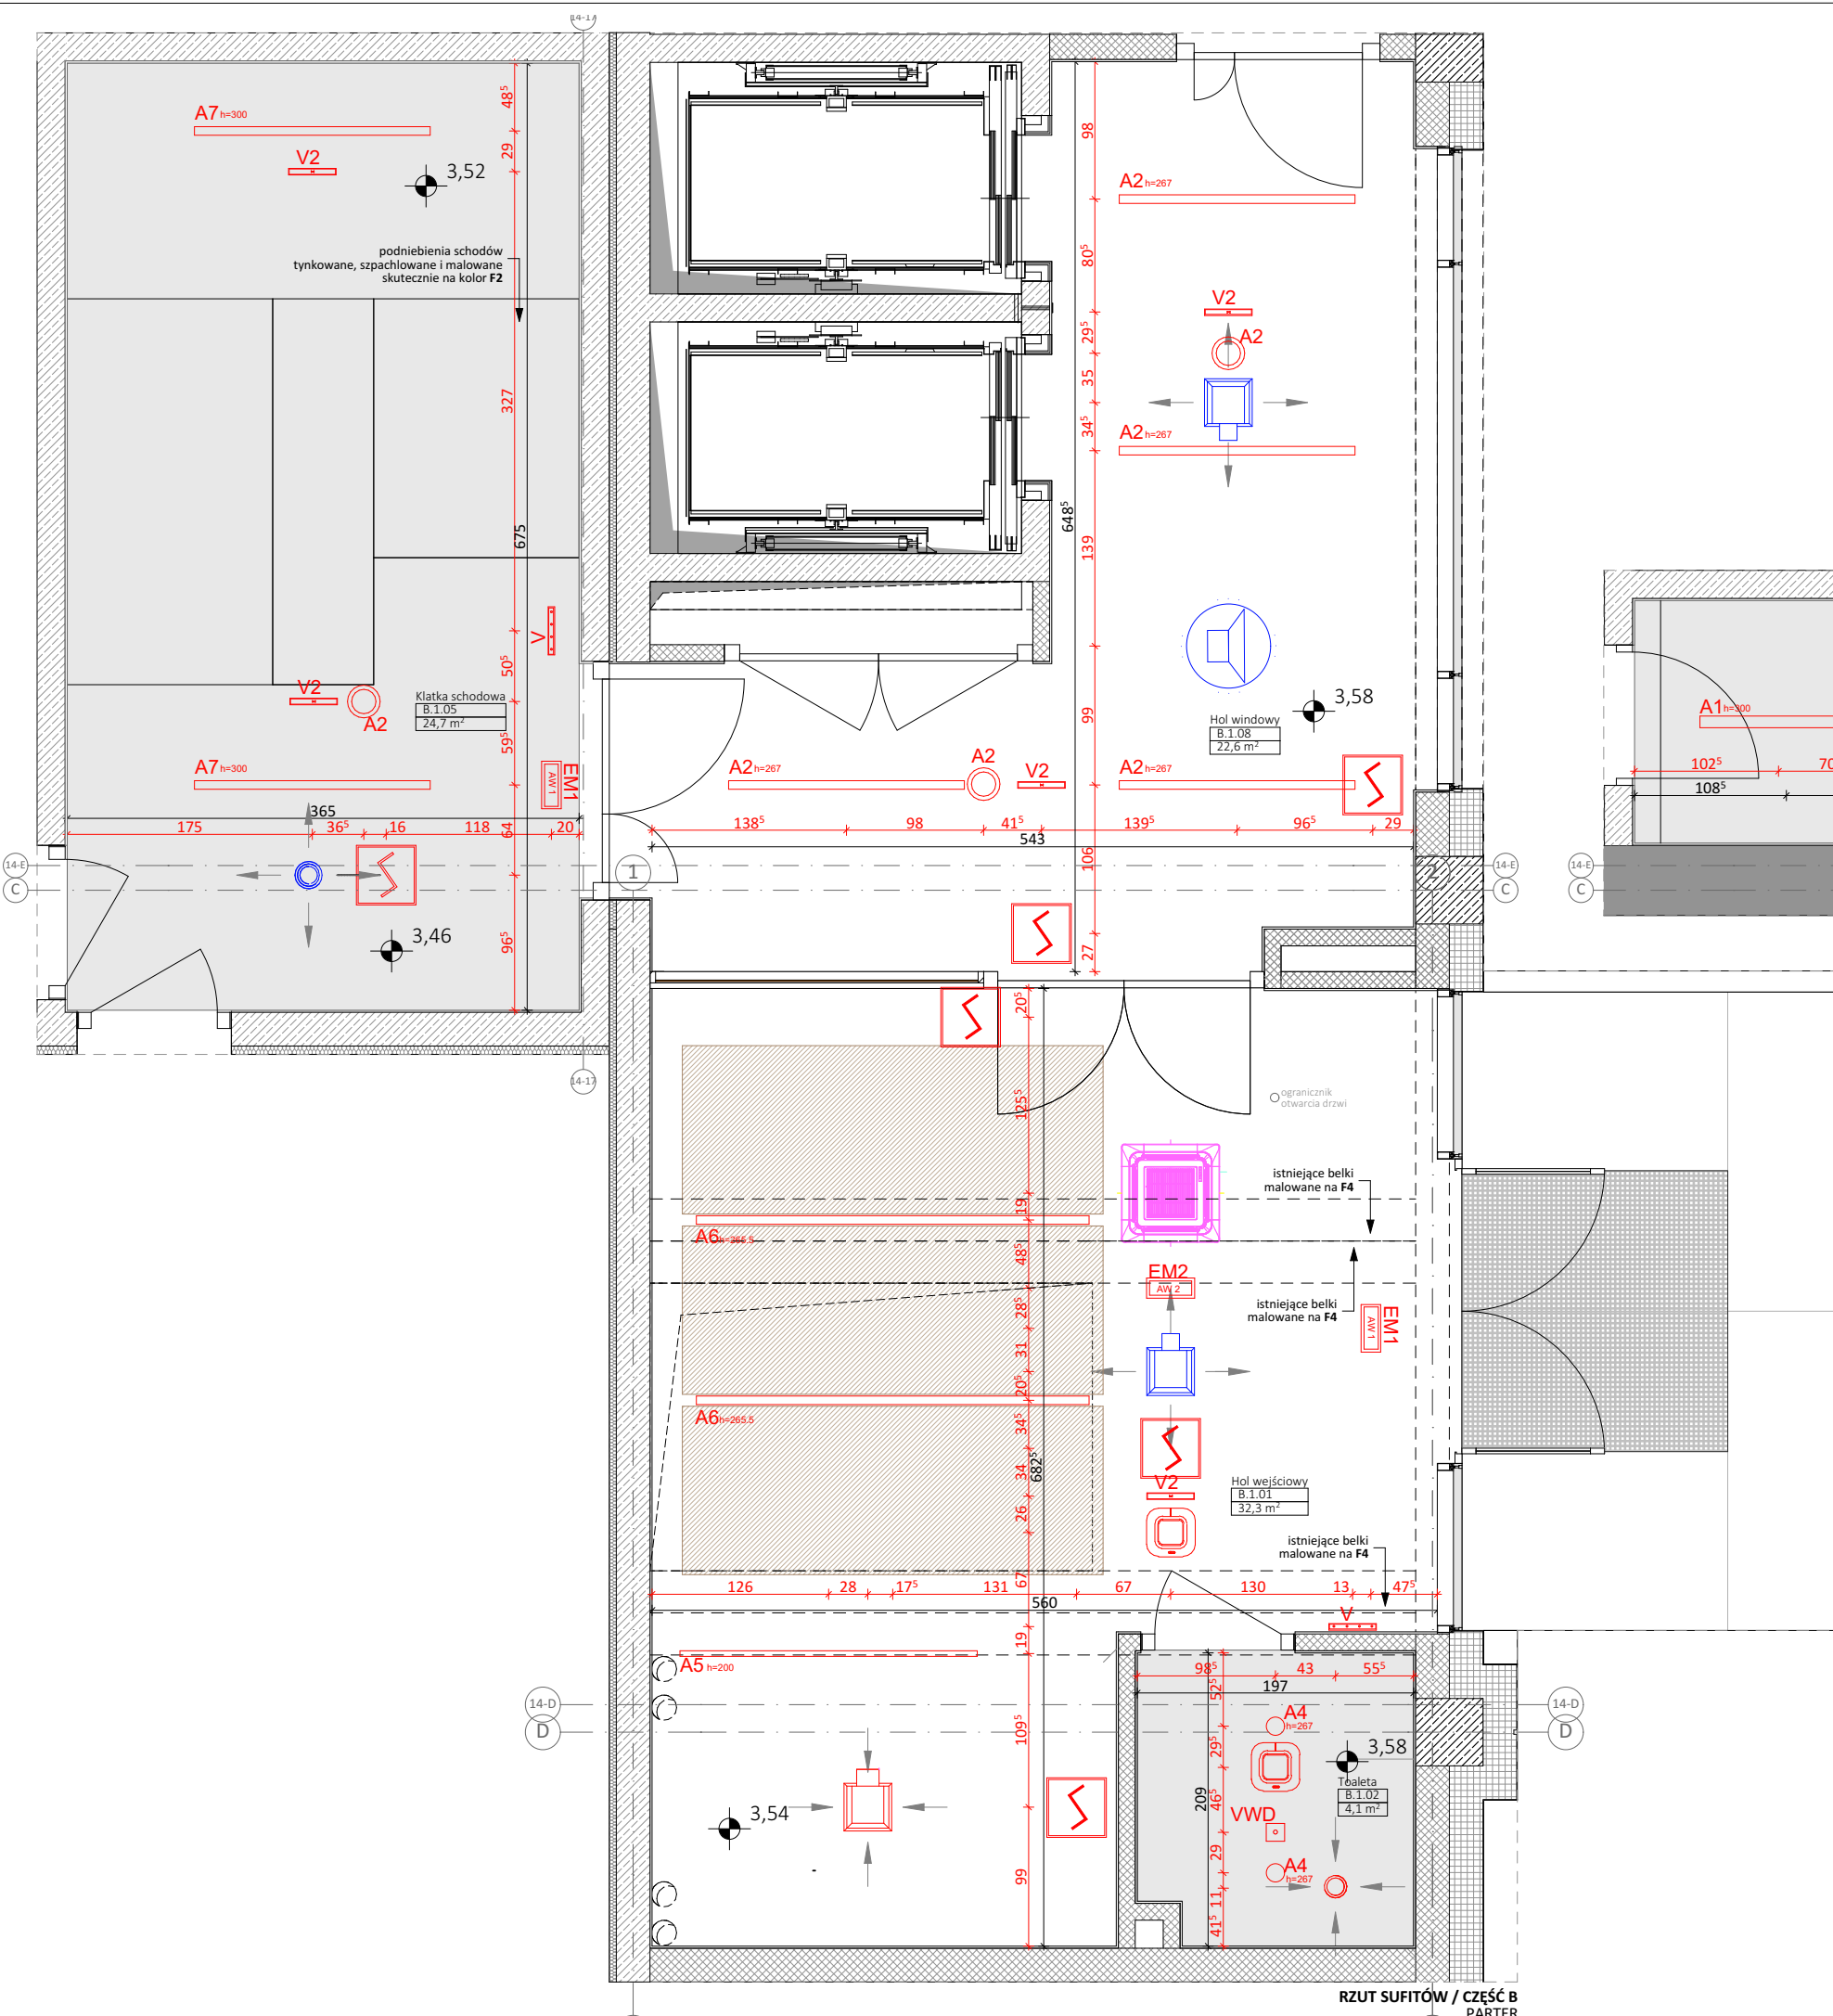 14-17
A7 h=300
V2
3,52
podniebienia schodów
tynkowane, szpachlowane i malowane
skutecznie na kolor F2
48⁵
29
327
675
50⁵
59⁵
64
96⁵
V
V2
A2
Klatka schodowa
B.1.05
24,7 m²
A7 h=300
EM1
AW 1
365
175
36⁵
16
118
20
3,46
14-E
C
14-17
98
80⁵
29⁵
35
34⁵
139
99
106
27
648⁵
A2 h=267
V2
A2
A2 h=267
3,58
Hol windowy
B.1.08
22,6 m²
A2 h=267
A2
V2
A2 h=267
138⁵
98
41⁵
139⁵
96⁵
29
543
1
2
14-E
C
14-E
C
A1 h=300
102⁵
70
108⁵
20⁵
125⁵
19
48⁵
28⁵
31
20⁵
34⁵
34
26
67
19
109⁵
99
682⁵
ogranicznik
otwarcia drzwi
istniejące belki
malowane na F4
A6 h=265.5
EM2
AW 2
istniejące belki
malowane na F4
EM1
AW 1
A6 h=265.5
V2
Hol wejściowy
B.1.01
32,3 m²
istniejące belki
malowane na F4
126
28
17⁵
131
67
130
13
47⁵
560
V
A5 h=200
98⁵
43
55⁵
197
14-D
D
14-D
D
52⁵
29⁵
46⁵
29
11
41⁵
209
A4
h=267
3,58
Toaleta
B.1.02
4,1 m²
VWD
A4
h=267
3,54
RZUT SUFITÓW / CZĘŚĆ B
PARTER